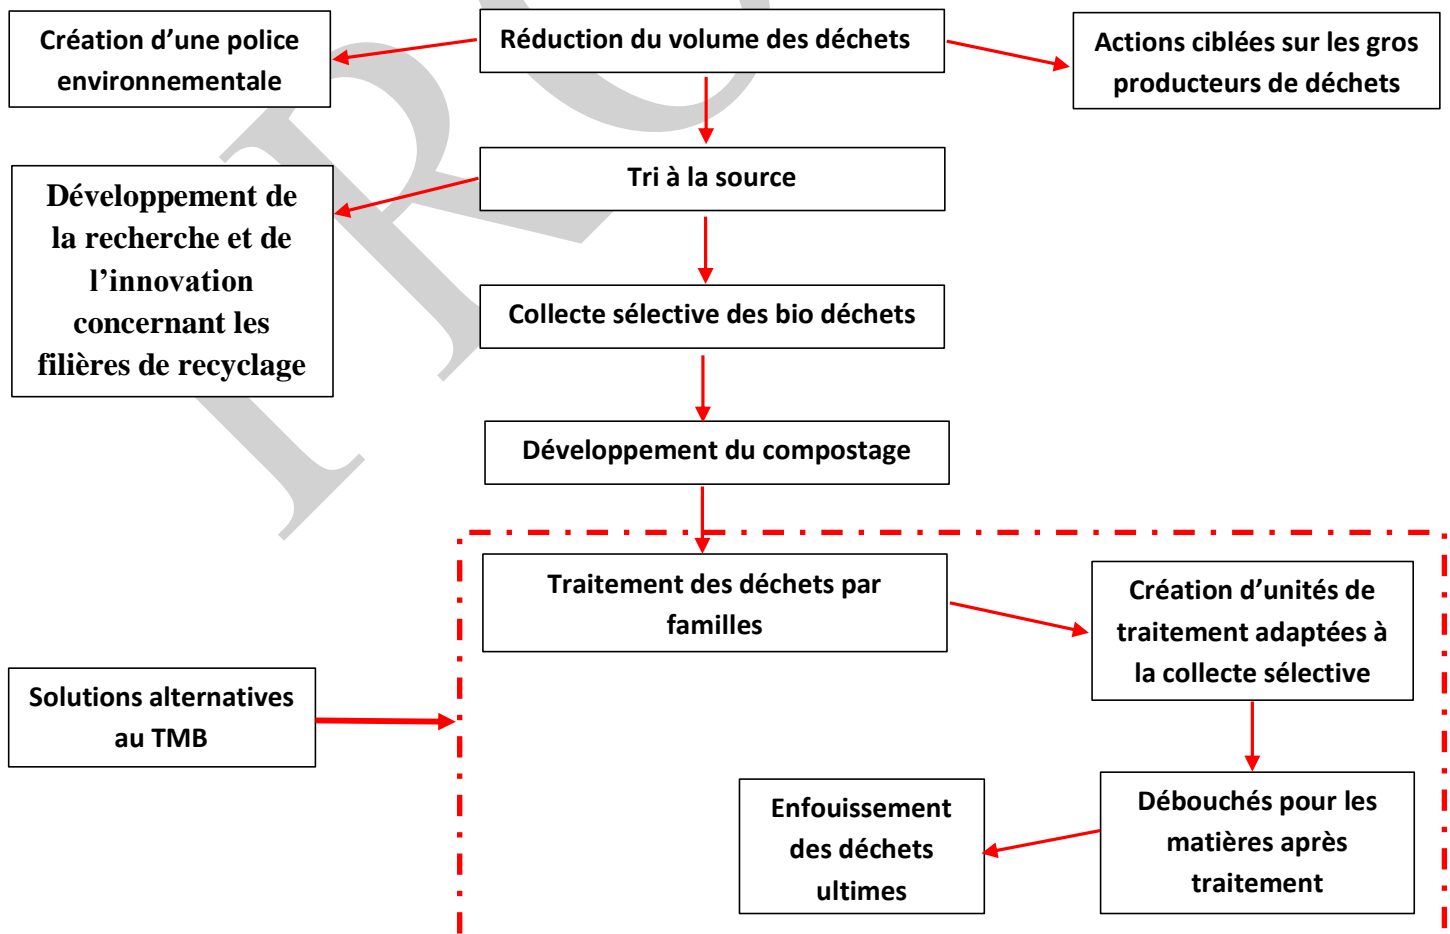 Création d’une police
environnementale
Réduction du volume des déchets
Actions ciblées sur les gros
producteurs de déchets
Tri à la source
Développement de
la recherche et de
l’innovation
concernant les
filières de recyclage
Collecte sélective des bio déchets
Développement du compostage
Traitement des déchets par
familles
Création d’unités de
traitement adaptées à
la collecte sélective
Solutions alternatives
au TMB
Enfouissement
des déchets
ultimes
Débouchés pour les
matières après
traitement